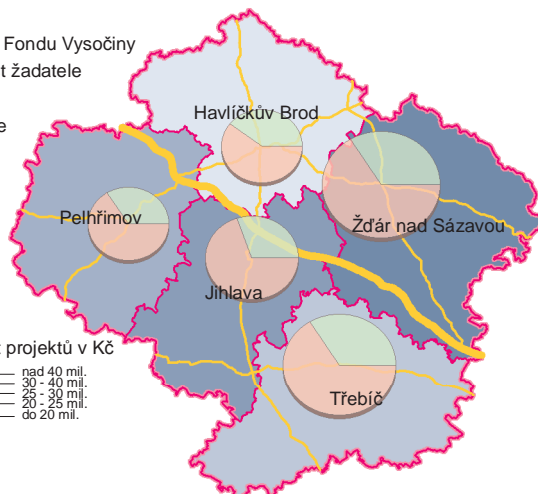 Fondu Vysočiny
t žadatele
e
Havlíčkův Brod
Pelhřimov
Žďár nad Sázavou
Jihlava
Třebíč
t projektů v Kč
nad 40 mil.
30 - 40 mil.
25 - 30 mil.
20 - 25 mil.
do 20 mil.